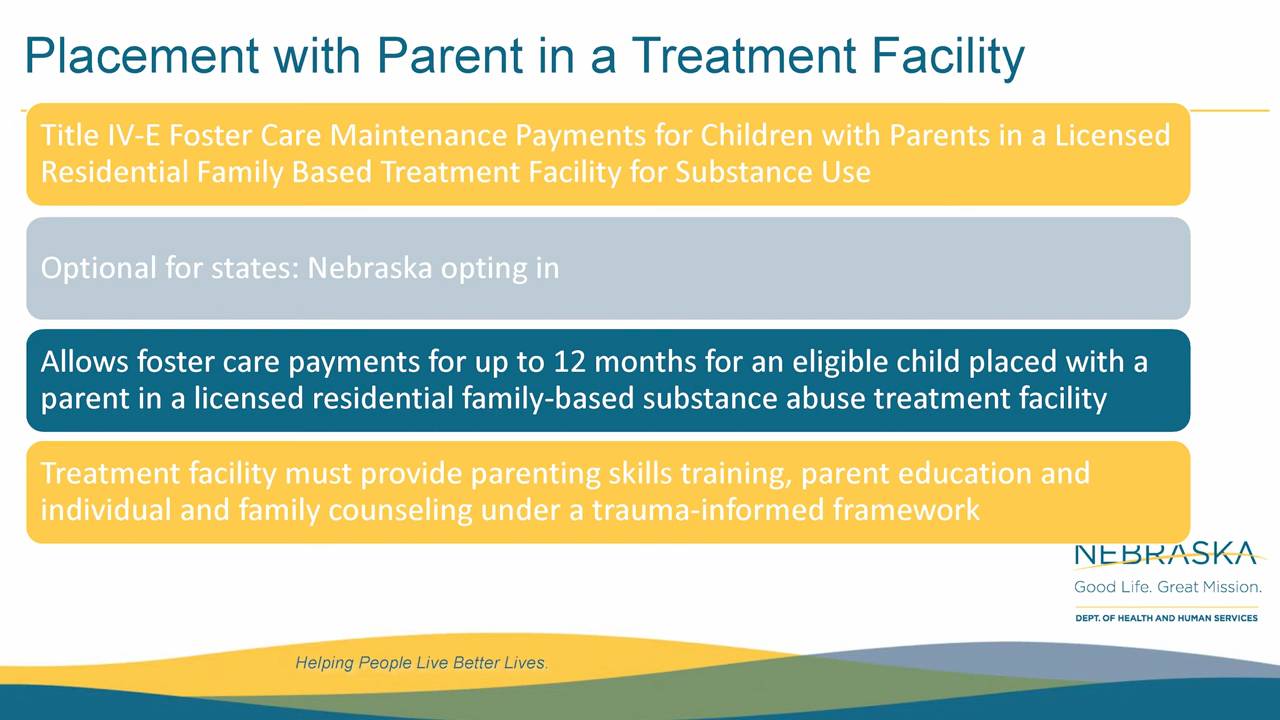 Placement with Parent in a Treatment Facility
Title IV-E Foster Care Maintenance Payments for Children with Parents in a Licensed
Residential Family Based Treatment Facility for Substance Use
Optional for states: Nebraska opting in
Allows foster care payments for up to 12 months for an eligible child placed with a
parent in a licensed residential family-based substance abuse treatment facility
Treatment facility must provide parenting skills training, parent education and
individual and family counseling under a trauma-informed framework
NEBRASKA
Good Life. Great Mission.
DEPT. OF HEALTH AND HUMAN SERVICES
Helping People Live Better Lives.